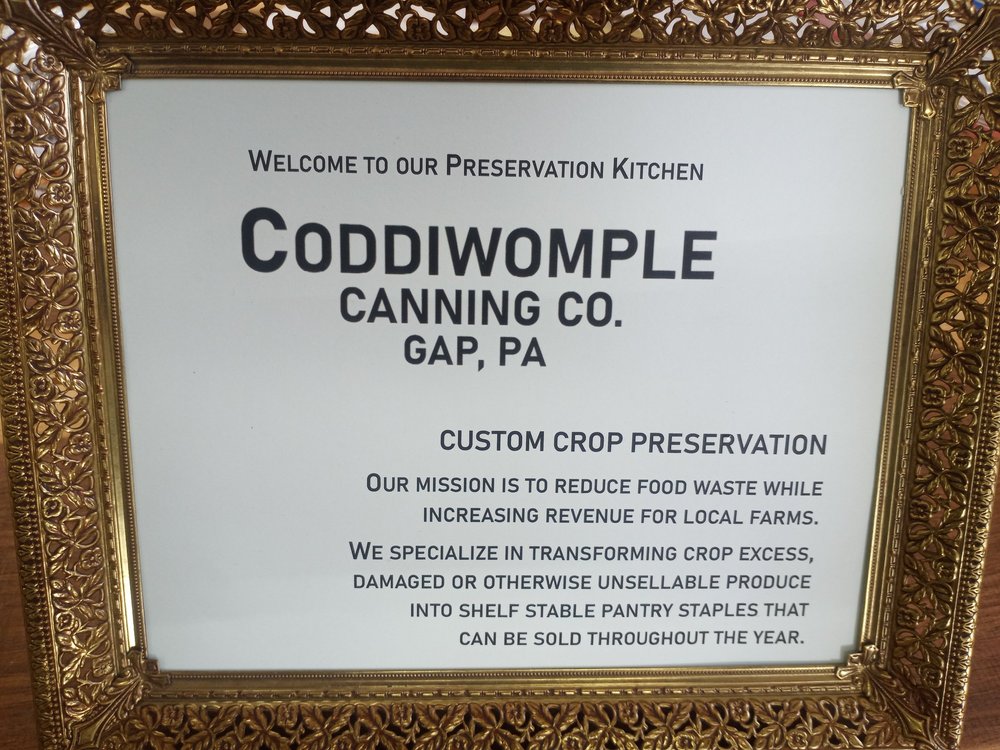 Welcome to our Preservation Kitchen
Coddiwomple
Canning Co.
Gap, PA
Custom Crop Preservation
Our mission is to reduce food waste while
increasing revenue for local farms.
We specialize in transforming crop excess,
damaged or otherwise unsellable produce
into shelf stable pantry staples that
can be sold throughout the year.